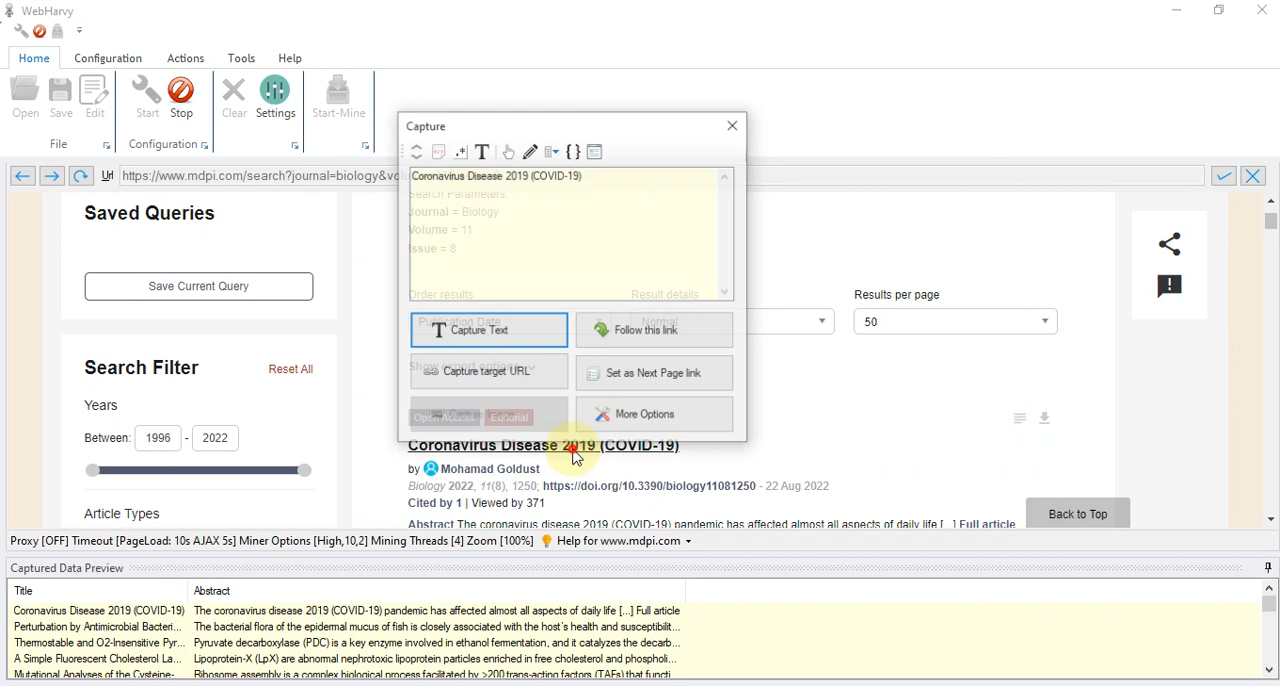 WebHarvy
Home Configuration Actions Tools Help
Open Save Edit Start Stop Clear Settings Start-Mine
File Configuration
Capture
Url https://www.mdpi.com/search?journal=biology&vo
Coronavirus Disease 2019 (COVID-19)
Search Parameters:
Journal = Biology
Volume = 11
Issue = 8
Order results Result details Results per page
Publication Date Normal 50
Capture Text Follow this link
Show export options
Capture target URL Set as Next Page link
More Options
Open Access Editorial
Saved Queries
Save Current Query
Search Filter Reset All
Years
Between: 1996 - 2022
Article Types
Coronavirus Disease 2019 (COVID-19)
by Mohamad Goldust
Biology 2022, 11(8), 1250; https://doi.org/10.3390/biology11081250 - 22 Aug 2022
Cited by 1 | Viewed by 371
Abstract The coronavirus disease 2019 (COVID-19) pandemic has affected almost all aspects of daily life [...] Full article
Back to Top
Proxy [OFF] Timeout [PageLoad: 10s AJAX 5s] Miner Options [High,10,2] Mining Threads [4] Zoom [100%] Help for www.mdpi.com
Captured Data Preview
Title Abstract
Coronavirus Disease 2019 (COVID-19) The coronavirus disease 2019 (COVID-19) pandemic has affected almost all aspects of daily life [...] Full article
Perturbation by Antimicrobial Bacteri... The bacterial flora of the epidermal mucus of fish is closely associated with the host's health and susceptibilit...
Thermostable and O2-Insensitive Pyr... Pyruvate decarboxylase (PDC) is a key enzyme involved in ethanol fermentation, and it catalyzes the decarb...
A Simple Fluorescent Cholesterol La... Lipoprotein-X (LpX) are abnormal nephrotoxic lipoprotein particles enriched in free cholesterol and phospholi...
Mutational Analyses of the Cysteine- Ribosome assembly is a complex biological process facilitated by >200 trans-acting factors (TAFs) that functi